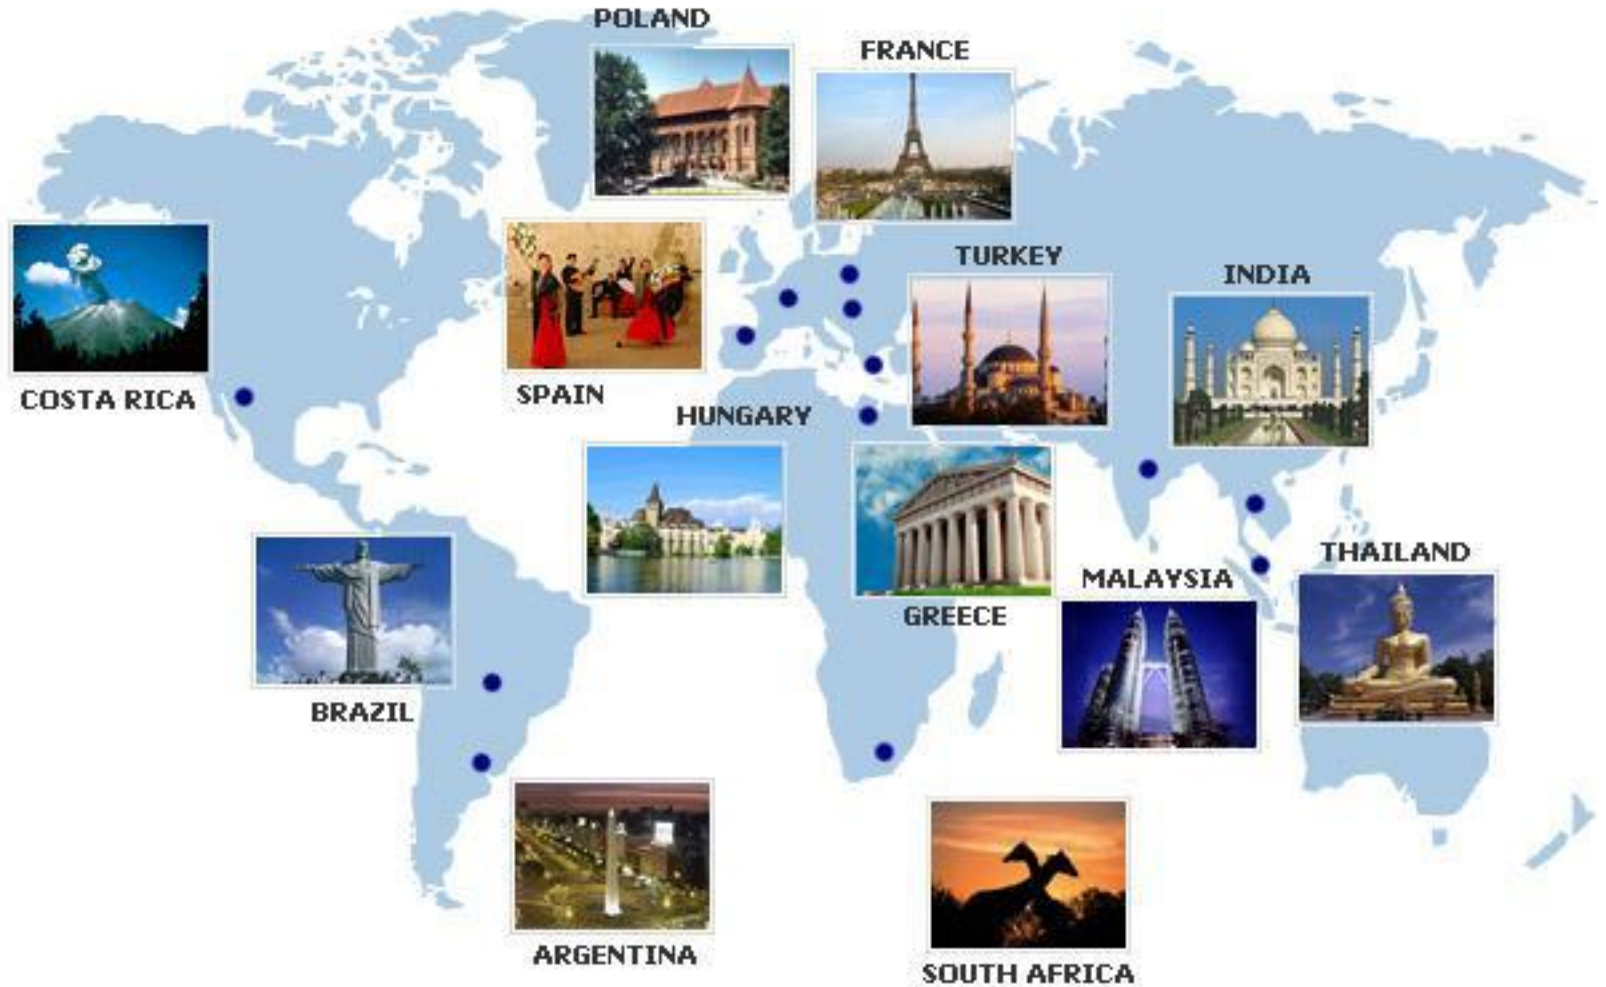 POLAND
FRANCE
TURKEY
INDIA
COSTA RICA
SPAIN
HUNGARY
THAILAND
MALAYSIA
GREECE
BRAZIL
ARGENTINA
SOUTH AFRICA